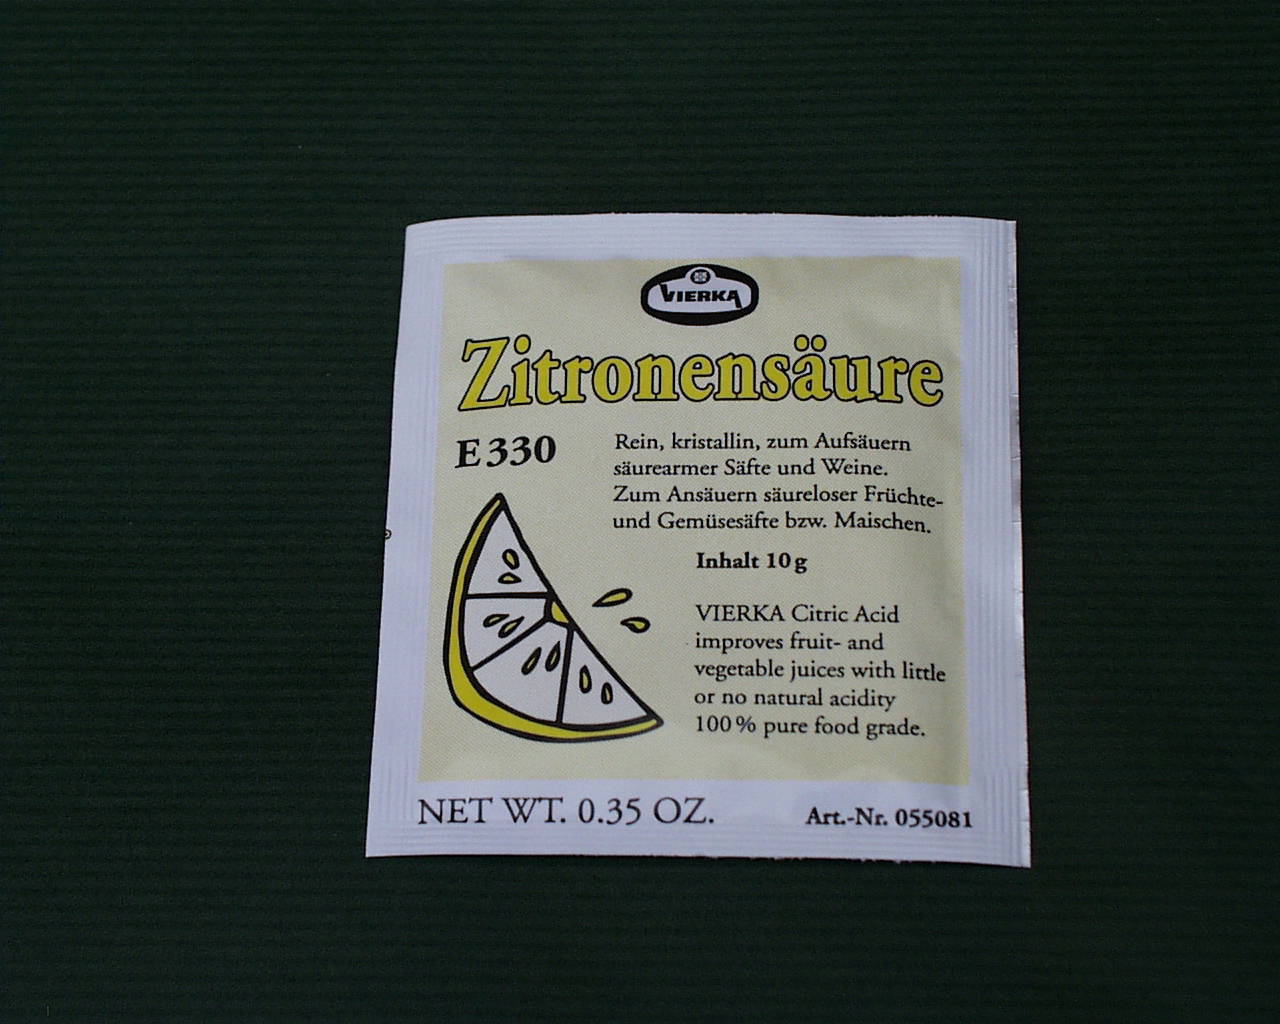 VIERKA
Zitronensäure
E 330
Rein, kristallin, zum Aufsäuern
säurearmer Säfte und Weine.
Zum Ansäuern säureloser Früchte-
und Gemüsesäfte bzw. Maischen.
Inhalt 10 g
VIERKA Citric Acid
improves fruit- and
vegetable juices with little
or no natural acidity
100 % pure food grade.
NET WT. 0.35 OZ.
Art.-Nr. 055081